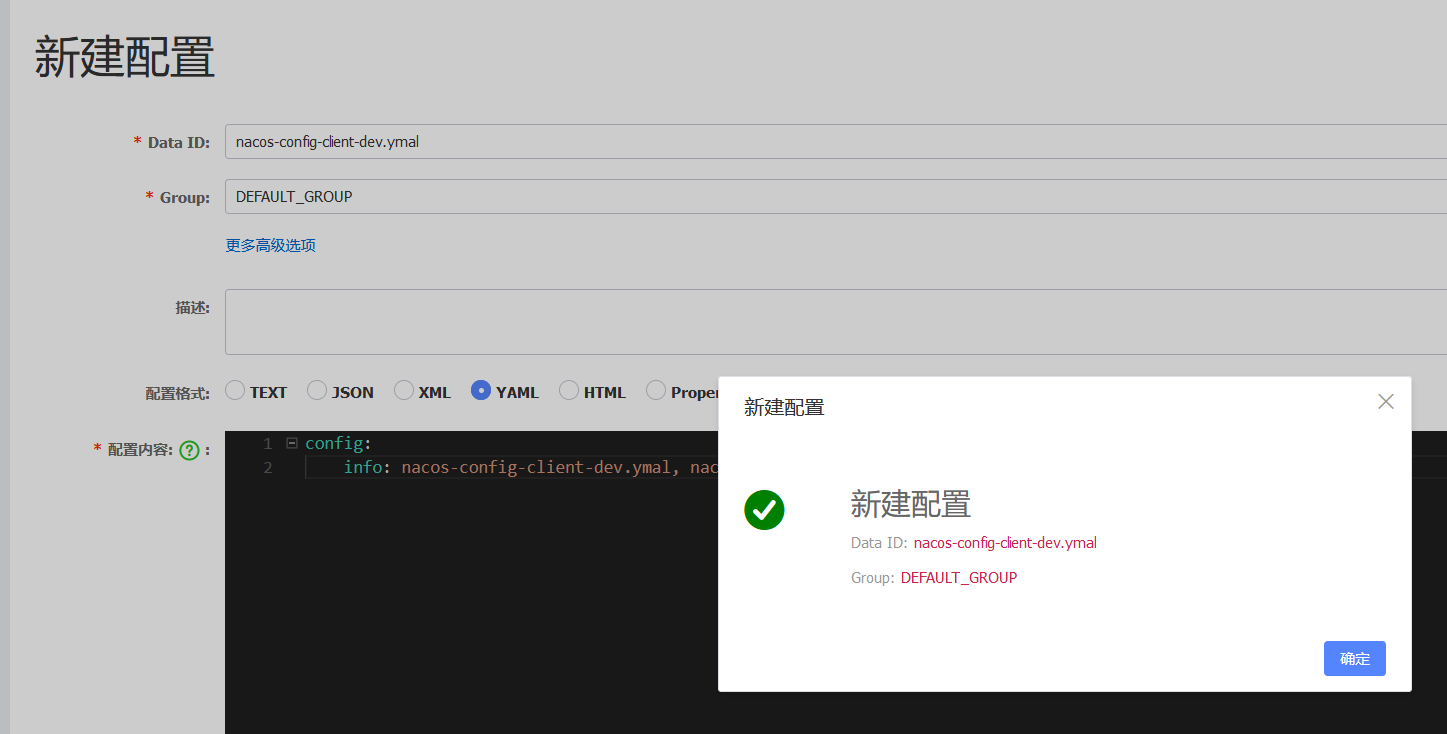 新建配置
* Data ID: nacos-config-client-dev.ymal
* Group: DEFAULT_GROUP
更多高级选项
描述:
配置格式: TEXT JSON XML YAML HTML Proper
* 配置内容: ? :
1 config:
2 info: nacos-config-client-dev.ymal, nac
新建配置
新建配置
Data ID: nacos-config-client-dev.ymal
Group: DEFAULT_GROUP
确定